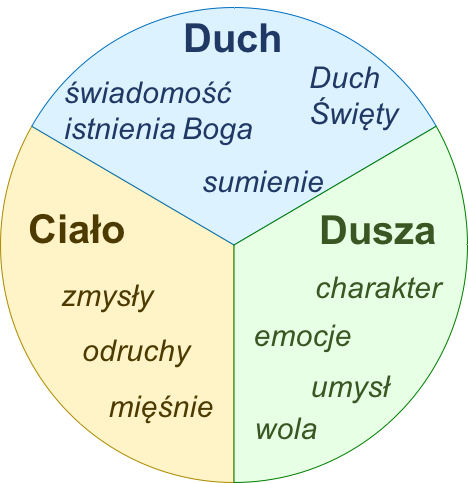 Duch
świadomość
istnienia Boga
Duch
Święty
sumienie
Ciało
zmysły
odruchy
mięśnie
Dusza
charakter
emocje
umysł
wola